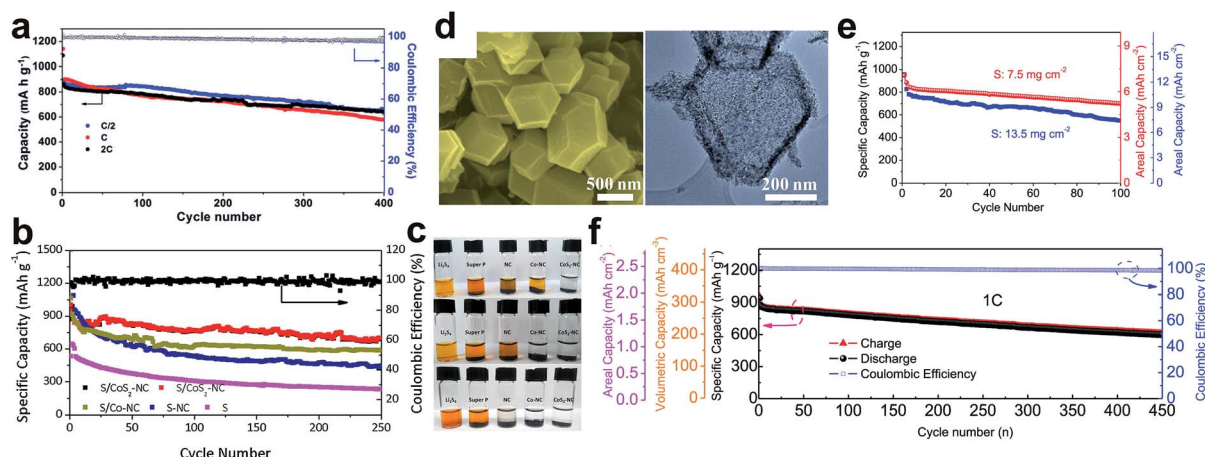 a
Capacity (mA h g⁻¹)
1200
1000
800
600
400
200
0
C/2
C
2C
100
80
60
40
20
0
Coulombic Efficiency (%)
0
100
200
300
400
Cycle number
b
Specific Capacity (mAh g⁻¹)
1500
1200
900
600
300
0
S/CoS₂-NC
S/CoS₂-NC
S/Co-NC
S-NC
S
120
100
80
60
40
20
Coulombic Efficiency (%)
0
50
100
150
200
250
Cycle Number
c
Li₂S₄
Super P
NC
Co-NC
CoS₂-NC
Li₂S₄
Super P
NC
Co-NC
CoS₂-NC
Li₂S₄
Super P
NC
Co-NC
CoS₂-NC
d
500 nm
200 nm
e
Specific Capacity (mAh g⁻¹)
1200
1000
800
600
400
200
0
S: 7.5 mg cm⁻²
S: 13.5 mg cm⁻²
9
6
3
0
Areal Capacity (mAh cm⁻²)
15
12
9
6
3
0
Areal Capacity (mAh cm⁻²)
0
20
40
60
80
100
Cycle Number
f
Areal Capacity (mAh cm⁻²)
2.5
2.0
1.5
1.0
0.5
0.0
Volumetric Capacity (mAh cm⁻³)
400
300
200
100
0
Specific Capacity (mAh g⁻¹)
1200
900
600
300
0
1C
Charge
Discharge
Coulombic Efficiency
100
80
60
40
20
0
Coulombic Efficiency (%)
0
50
100
150
200
250
300
350
400
450
Cycle number (n)